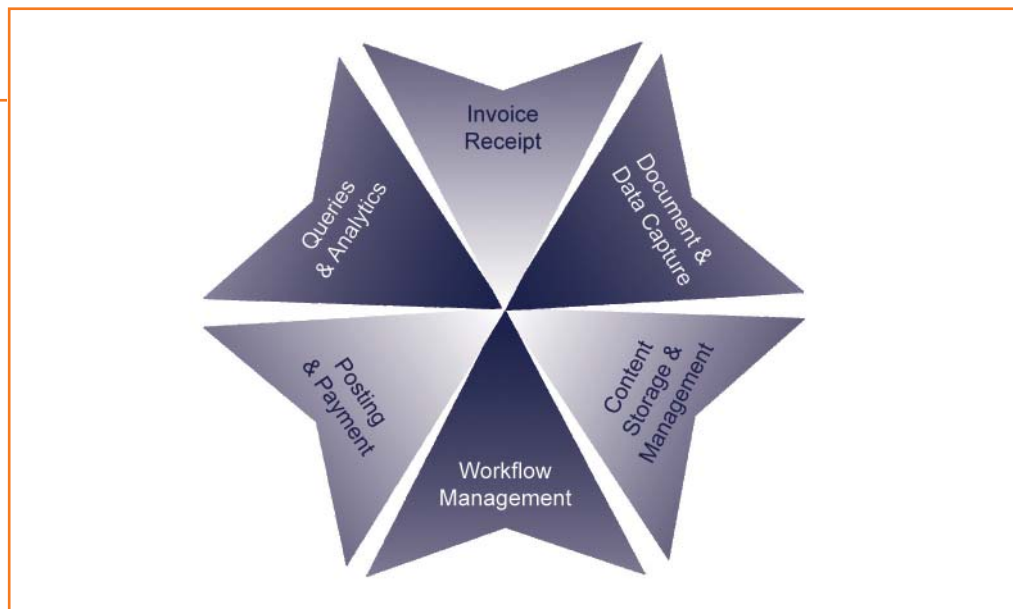 Invoice
Receipt
Document &
Data Capture
Content
Storage &
Management
Workflow
Management
Posting
& Payment
Queries
& Analytics